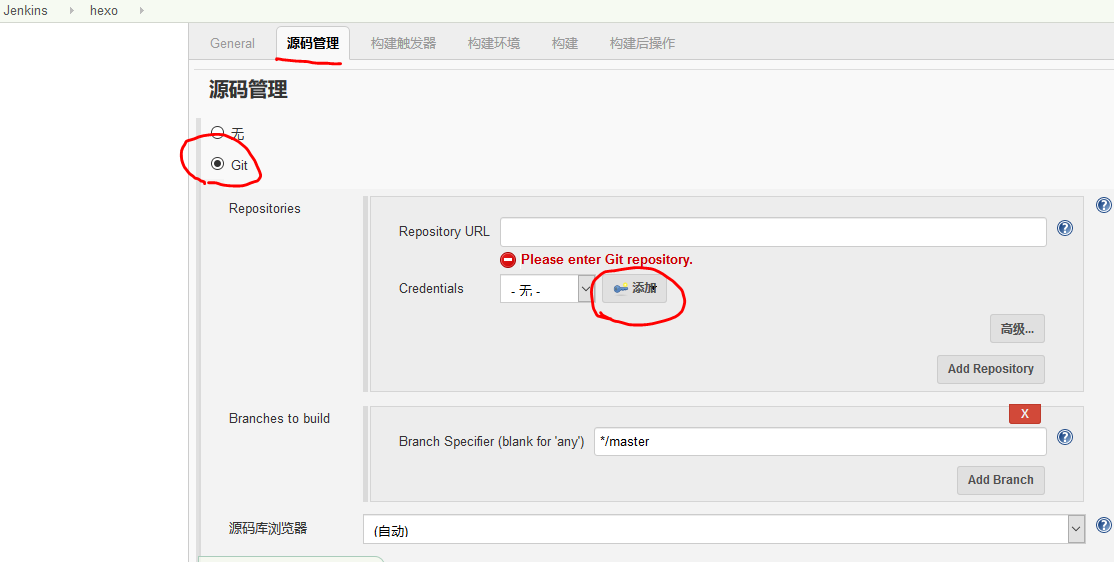 Jenkins hexo
General 源码管理 构建触发器 构建环境 构建 构建后操作
源码管理
无
Git
Repositories
Repository URL
Please enter Git repository.
Credentials - 无 - 添加
高级...
Add Repository
Branches to build
X
Branch Specifier (blank for 'any') */master
Add Branch
源码库浏览器 (自动)